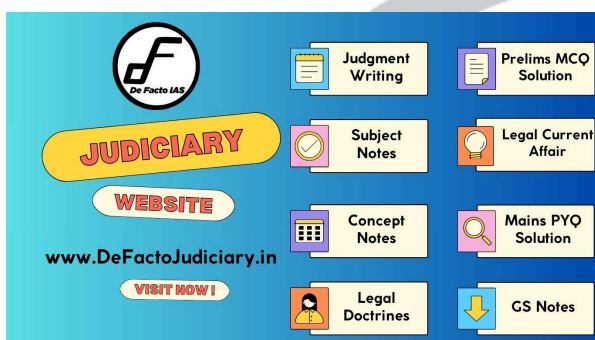 De Facto IAS
JUDICIARY
WEBSITE
www.DeFactoJudiciary.in
VISIT NOW!
Judgment
Writing
Prelims MCQ
Solution
Subject
Notes
Legal Current
Affair
Concept
Notes
Mains PYQ
Solution
Legal
Doctrines
GS Notes